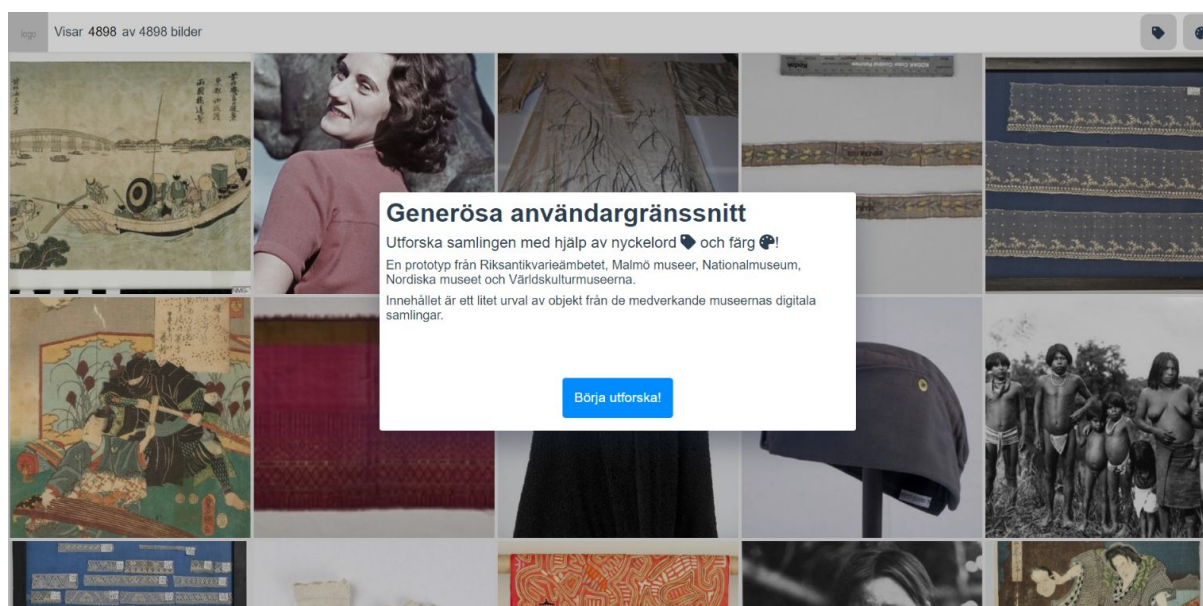 logo
Visar 4898 av 4898 bilder
Generösa användargränssnitt
Utforska samlingen med hjälp av nyckelord och färg !
En prototyp från Riksantikvarieämbetet, Malmö museer, Nationalmuseum,
Nordiska museet och Världskulturmuseerna.
Innehållet är ett litet urval av objekt från de medverkande museernas digitala
samlingar.
Börja utforska!